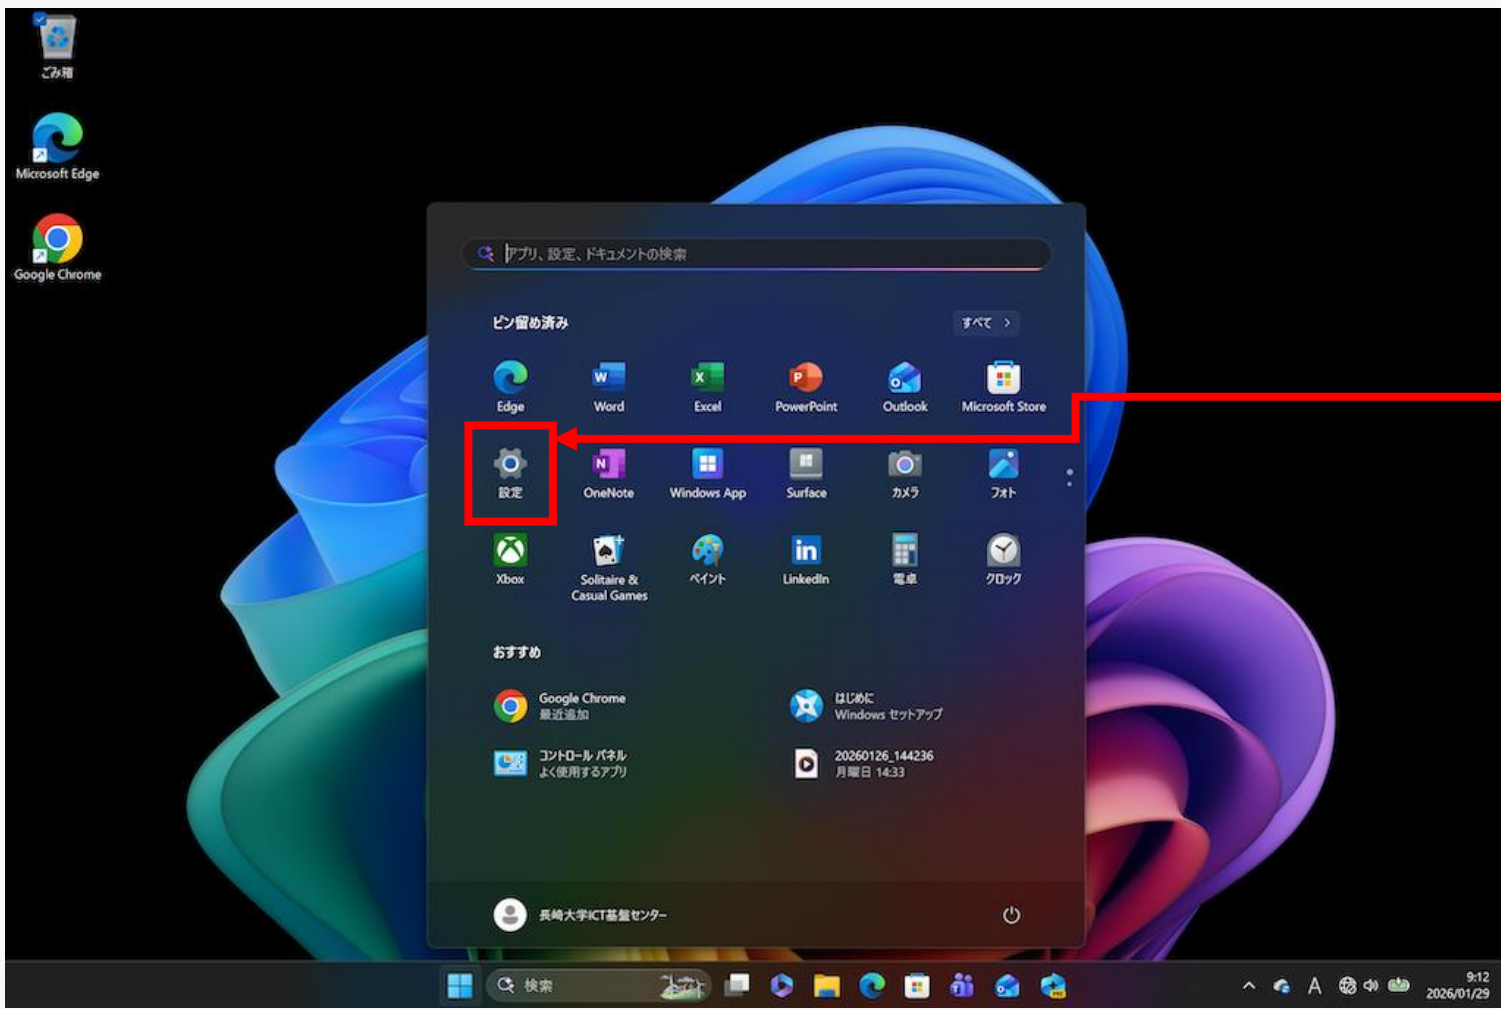 ごみ箱
Microsoft Edge
Google Chrome
アプリ、設定、ドキュメントの検索
ピン留め済み
すべて
Edge
Word
Excel
PowerPoint
Outlook
Microsoft Store
設定
OneNote
Windows App
Surface
カメラ
フォト
Xbox
Solitaire &
Casual Games
ペイント
LinkedIn
電卓
クロック
おすすめ
Google Chrome
最近追加
はじめに
Windows セットアップ
コントロール パネル
よく使用するアプリ
20260126_144236
月曜日 14:33
長崎大学ICT基盤センター
検索
A
9:12
2026/01/29